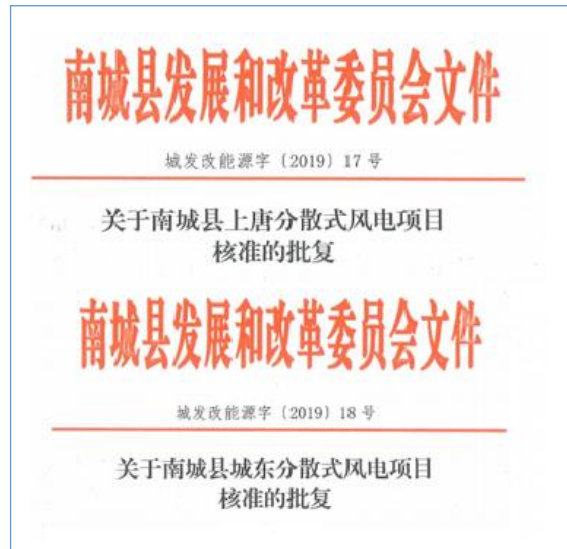 南城县发展和改革委员会文件
城发改能源字〔2019〕17号
关于南城县上唐分散式风电项目
核准的批复
南城县发展和改革委员会文件
城发改能源字〔2019〕18号
关于南城县城东分散式风电项目
核准的批复